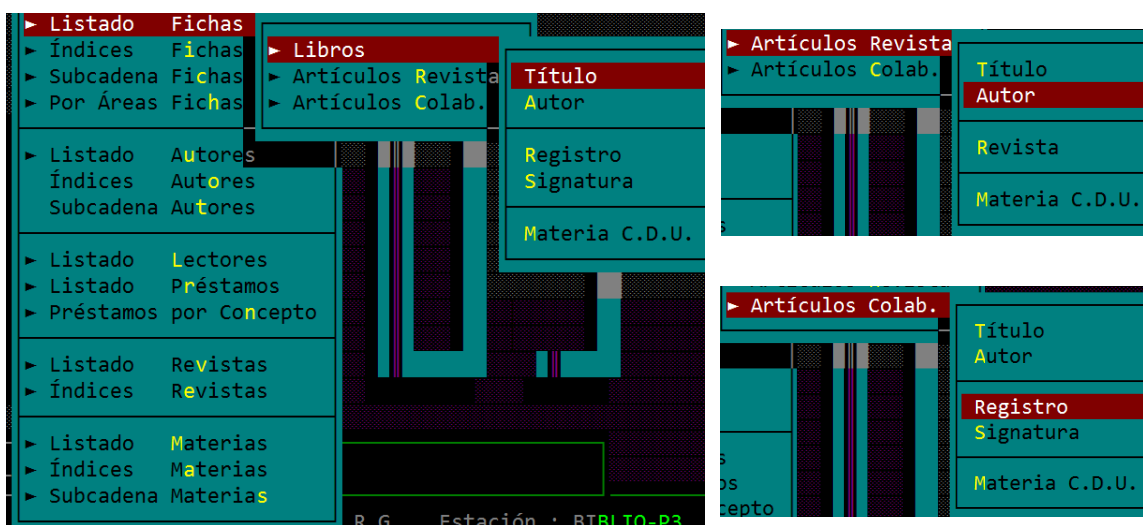 ► Listado Fichas
► Índices Fichas
► Subcadena Fichas
► Por Áreas Fichas
► Listado Autores
Índices Autores
Subcadena Autores
► Listado Lectores
► Listado Préstamos
► Préstamos por Concepto
► Listado Revistas
► Índices Revistas
► Listado Materias
► Índices Materias
► Subcadena Materias
► Libros
► Artículos Revista
► Artículos Colab.
Título
Autor
Registro
Signatura
Materia C.D.U.
R.G. Estación : BIBLIO-P3
► Artículos Revista
► Artículos Colab.
Título
Autor
Revista
Materia C.D.U.
s
► Artículos Colab.
Título
Autor
Registro
Signatura
Materia C.D.U.
s
os
cepto